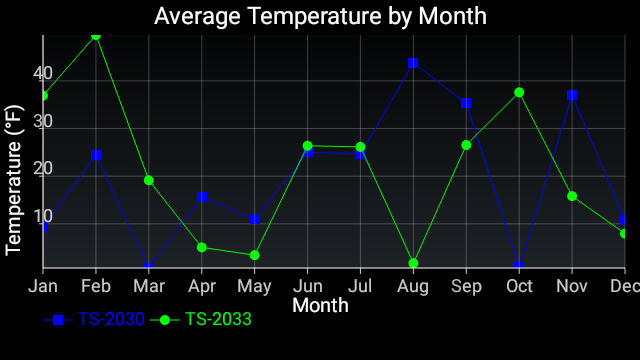 Average Temperature by Month
Temperature (°F)
40
30
20
10
Jan Feb Mar Apr May Jun Jul Aug Sep Oct Nov Dec
Month
TS-2030 TS-2033